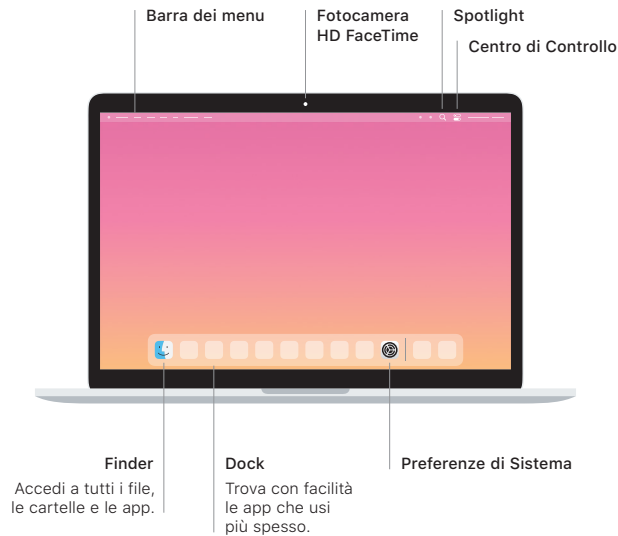 Barra dei menu
Fotocamera
HD FaceTime
Spotlight
Centro di Controllo
Finder
Accedi a tutti i file,
le cartelle e le app.
Dock
Trova con facilità
le app che usi
più spesso.
Preferenze di Sistema